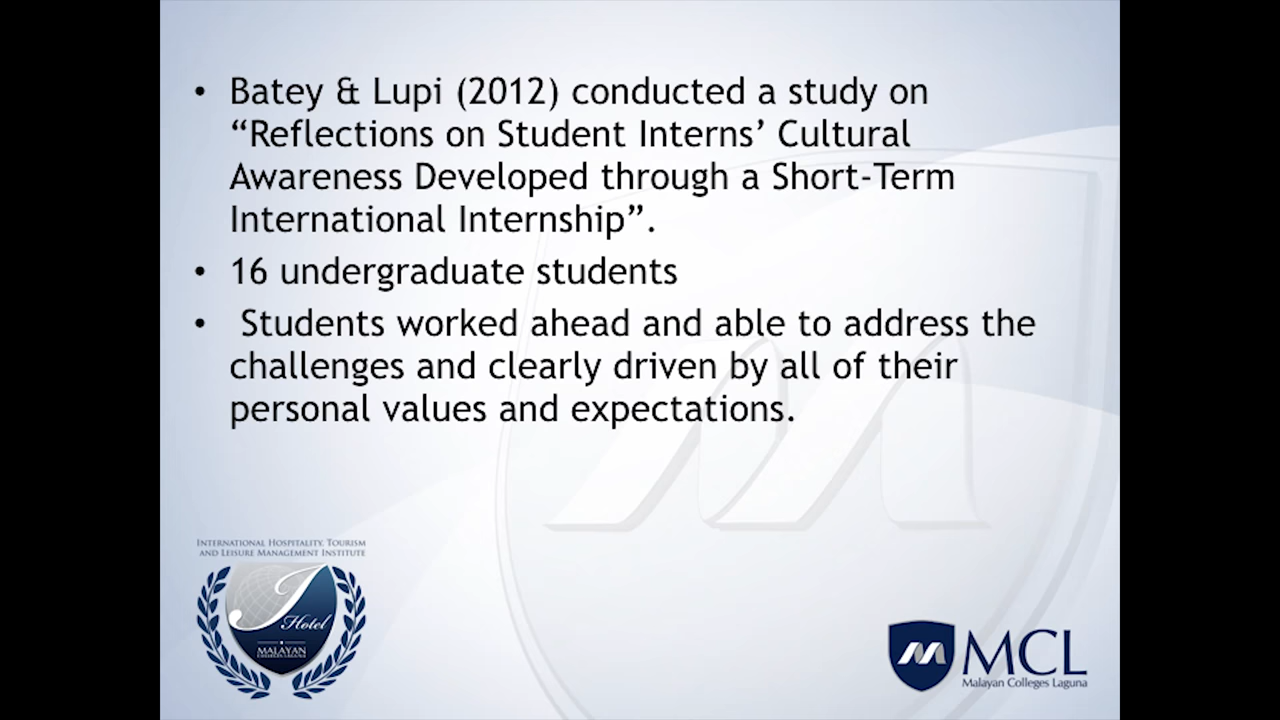 • Batey & Lupi (2012) conducted a study on
“Reflections on Student Interns’ Cultural
Awareness Developed through a Short-Term
International Internship”.
• 16 undergraduate students
• Students worked ahead and able to address the
challenges and clearly driven by all of their
personal values and expectations.
INTERNATIONAL HOSPITALITY, TOURISM
AND LEISURE MANAGEMENT INSTITUTE
J Hotel
MALAYAN
COLLEGES LAGUNA
MCL
Malayan Colleges Laguna